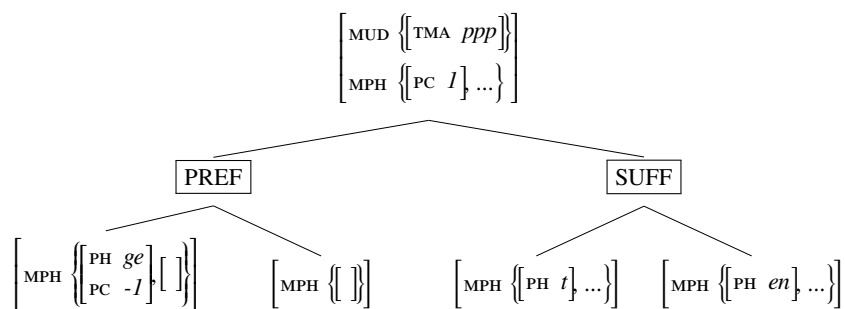 [MUD {[TMA ppp]}
MPH {[PC 1], ...}]
PREF SUFF
[MPH {[PH ge
PC -1], [ ]}] [MPH {[ ]}] [MPH {[PH t], ...}] [MPH {[PH en], ...}]